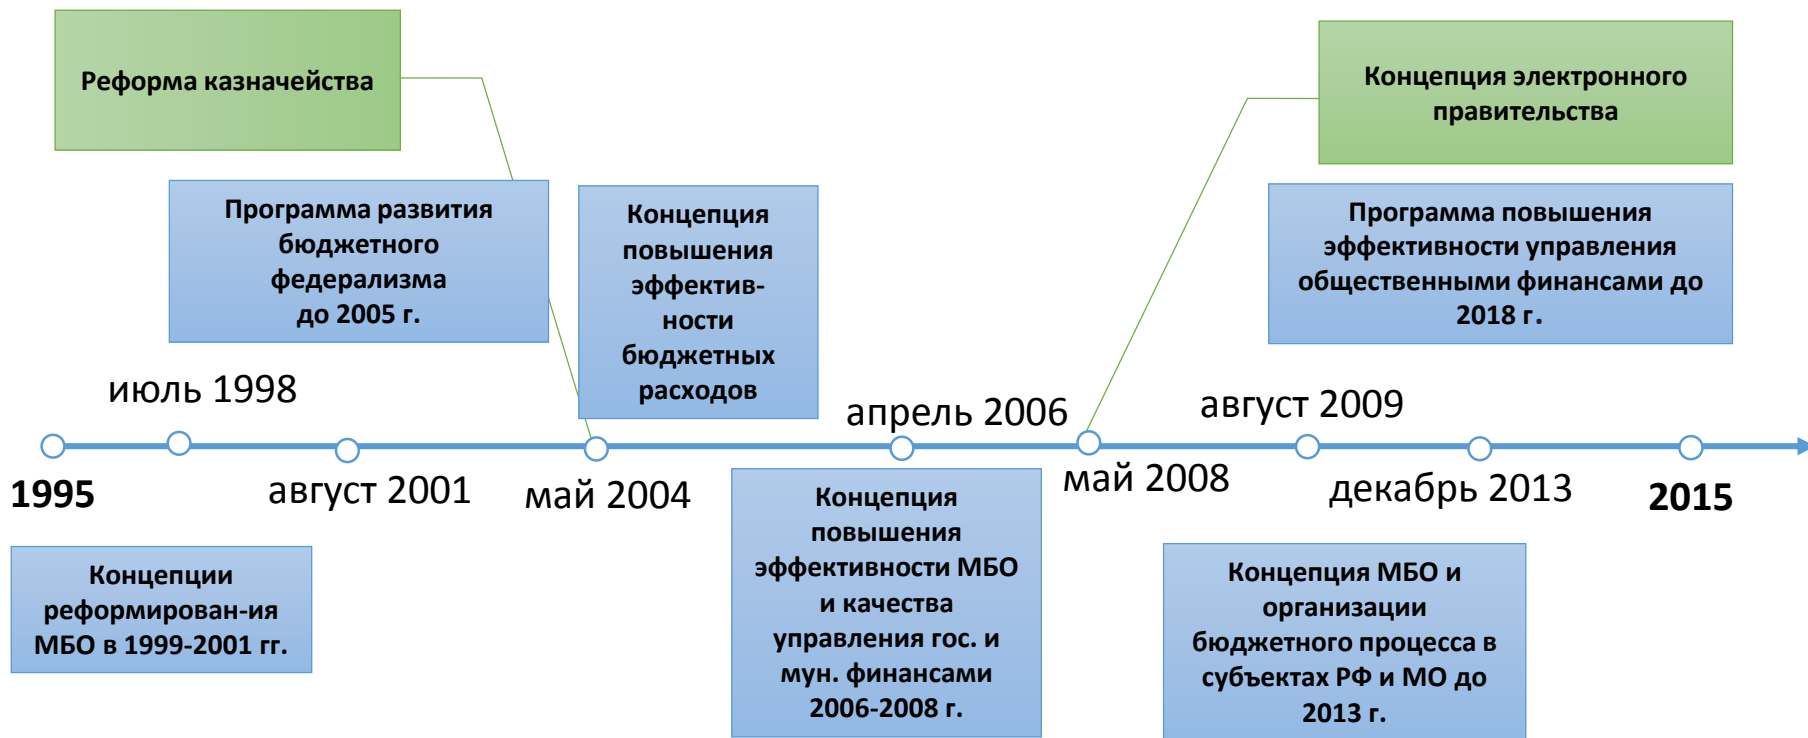 Реформа казначейства
Концепция электронного
правительства
Программа развития
бюджетного
федерализма
до 2005 г.
Концепция
повышения
эффектив-
ности
бюджетных
расходов
Программа повышения
эффективности управления
общественными финансами до
2018 г.
июль 1998
апрель 2006
август 2009
1995
август 2001
май 2004
май 2008
декабрь 2013
2015
Концепции
реформирован-ия
МБО в 1999-2001 гг.
Концепция
повышения
эффективности МБО
и качества
управления гос. и
мун. финансами
2006-2008 г.
Концепция МБО и
организации
бюджетного процесса в
субъектах РФ и МО до
2013 г.